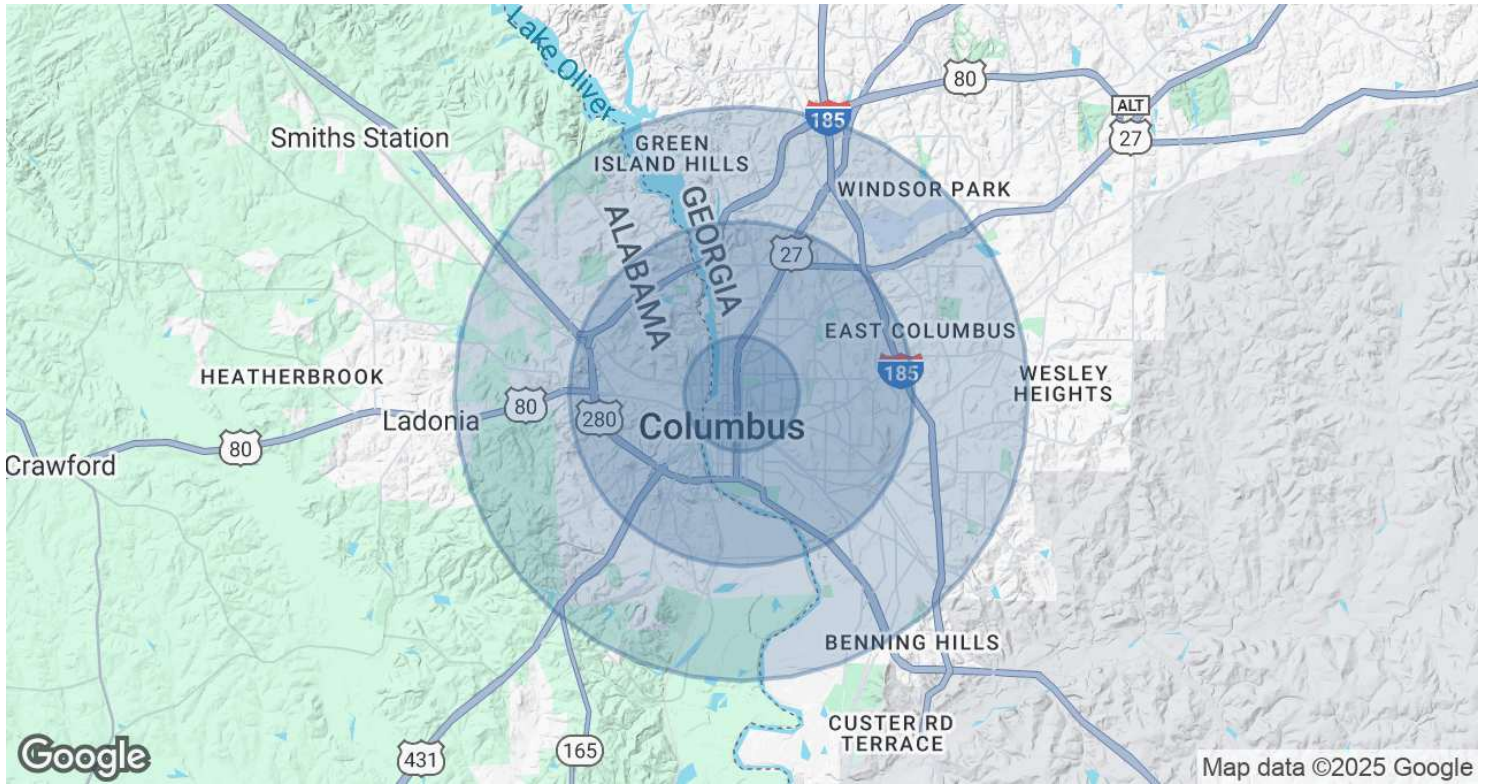 Lake Oliver
80
ALT
27
185
Smiths Station
GREEN
ISLAND HILLS
WINDSOR PARK
GEORGIA
ALABAMA
27
EAST COLUMBUS
185
WESLEY
HEIGHTS
HEATHERBROOK
80
280
Ladonia
Columbus
80
Crawford
BENNING HILLS
CUSTER RD
TERRACE
431
165
Google
Map data ©2025 Google